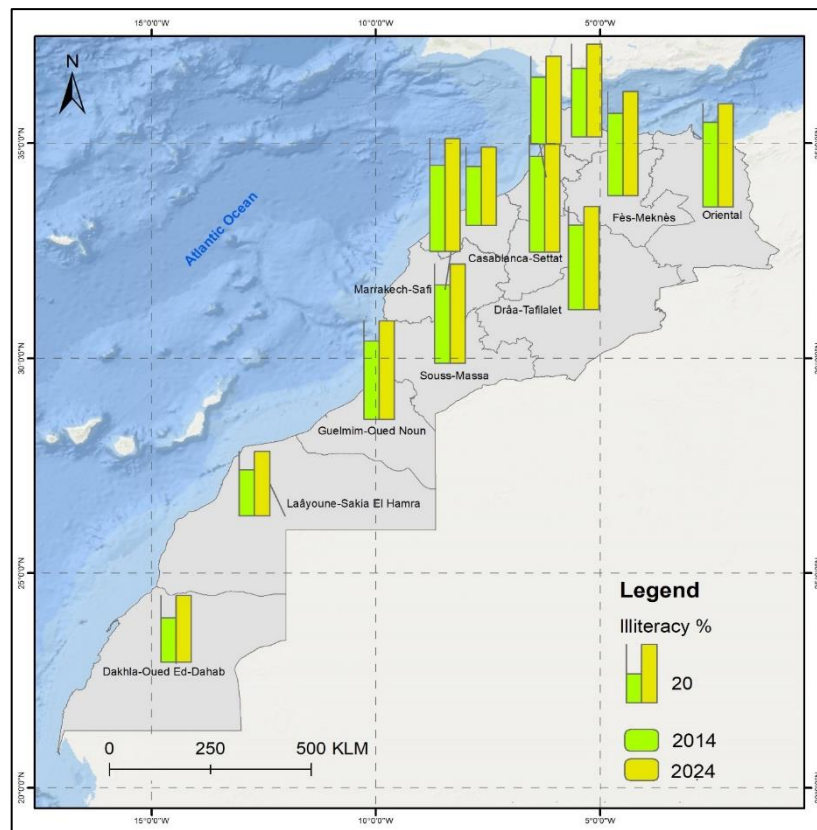 15°0'0"W 10°0'0"W 5°0'0"W
N
35°0'0"N
Atlantic Ocean
Fès-Meknès
Oriental
Casablanca-Settat
Marrakech-Safi
Drâa-Tafilalet
30°0'0"N
Souss-Massa
Guelmim-Oued Noun
Laâyoune-Sakia El Hamra
25°0'0"N
Legend
Illiteracy %
20
2014
2024
Dakhla-Oued Ed-Dahab
0 250 500 KLM
20°0'0"N
15°0'0"W 10°0'0"W 5°0'0"W